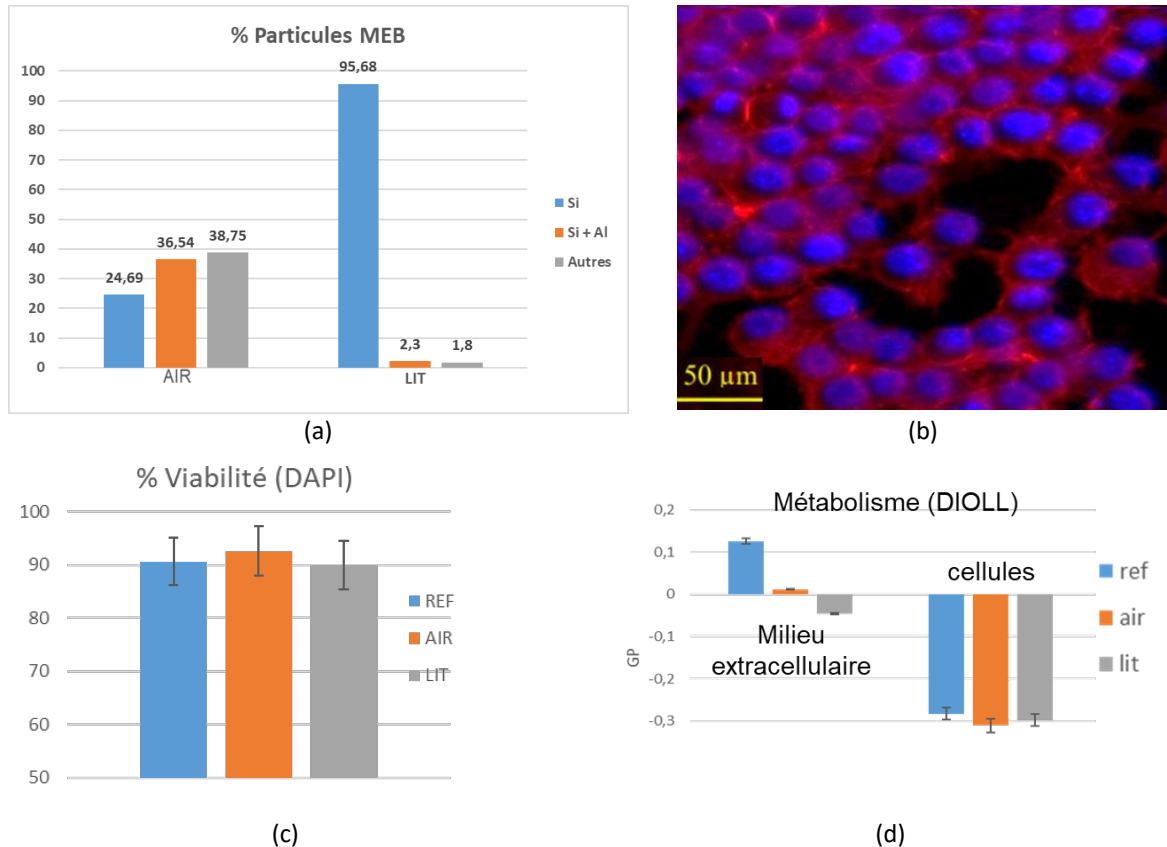 % Particules MEB
100
90
80
70
60
50
40
30
20
10
0
24,69
36,54
38,75
95,68
2,3
1,8
AIR
LIT
Si
Si + Al
Autres
(a)
50 µm
(b)
% Viabilité (DAPI)
100
90
80
70
60
50
REF
AIR
LIT
(c)
Métabolisme (DIOLL)
0,2
0,1
0
-0,1
-0,2
-0,3
GP
Milieu
extracellulaire
cellules
ref
air
lit
(d)